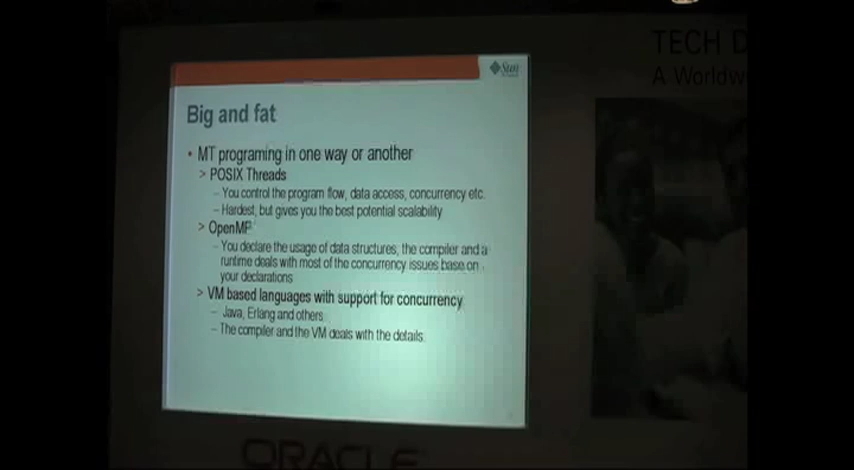 TECH D
A Worldw
Sun
Big and fat
• MT programing in one way or another
> POSIX Threads
– You control the program flow, data access, concurrency etc.
– Hardest, but gives you the best potential scalability
> OpenMP
– You declare the usage of data structures, the compiler and a
runtime deals with most of the concurrency issues base on
your declarations
> VM based languages with support for concurrency
– Java, Erlang and others
– The compiler and the VM deals with the details
ORACLE